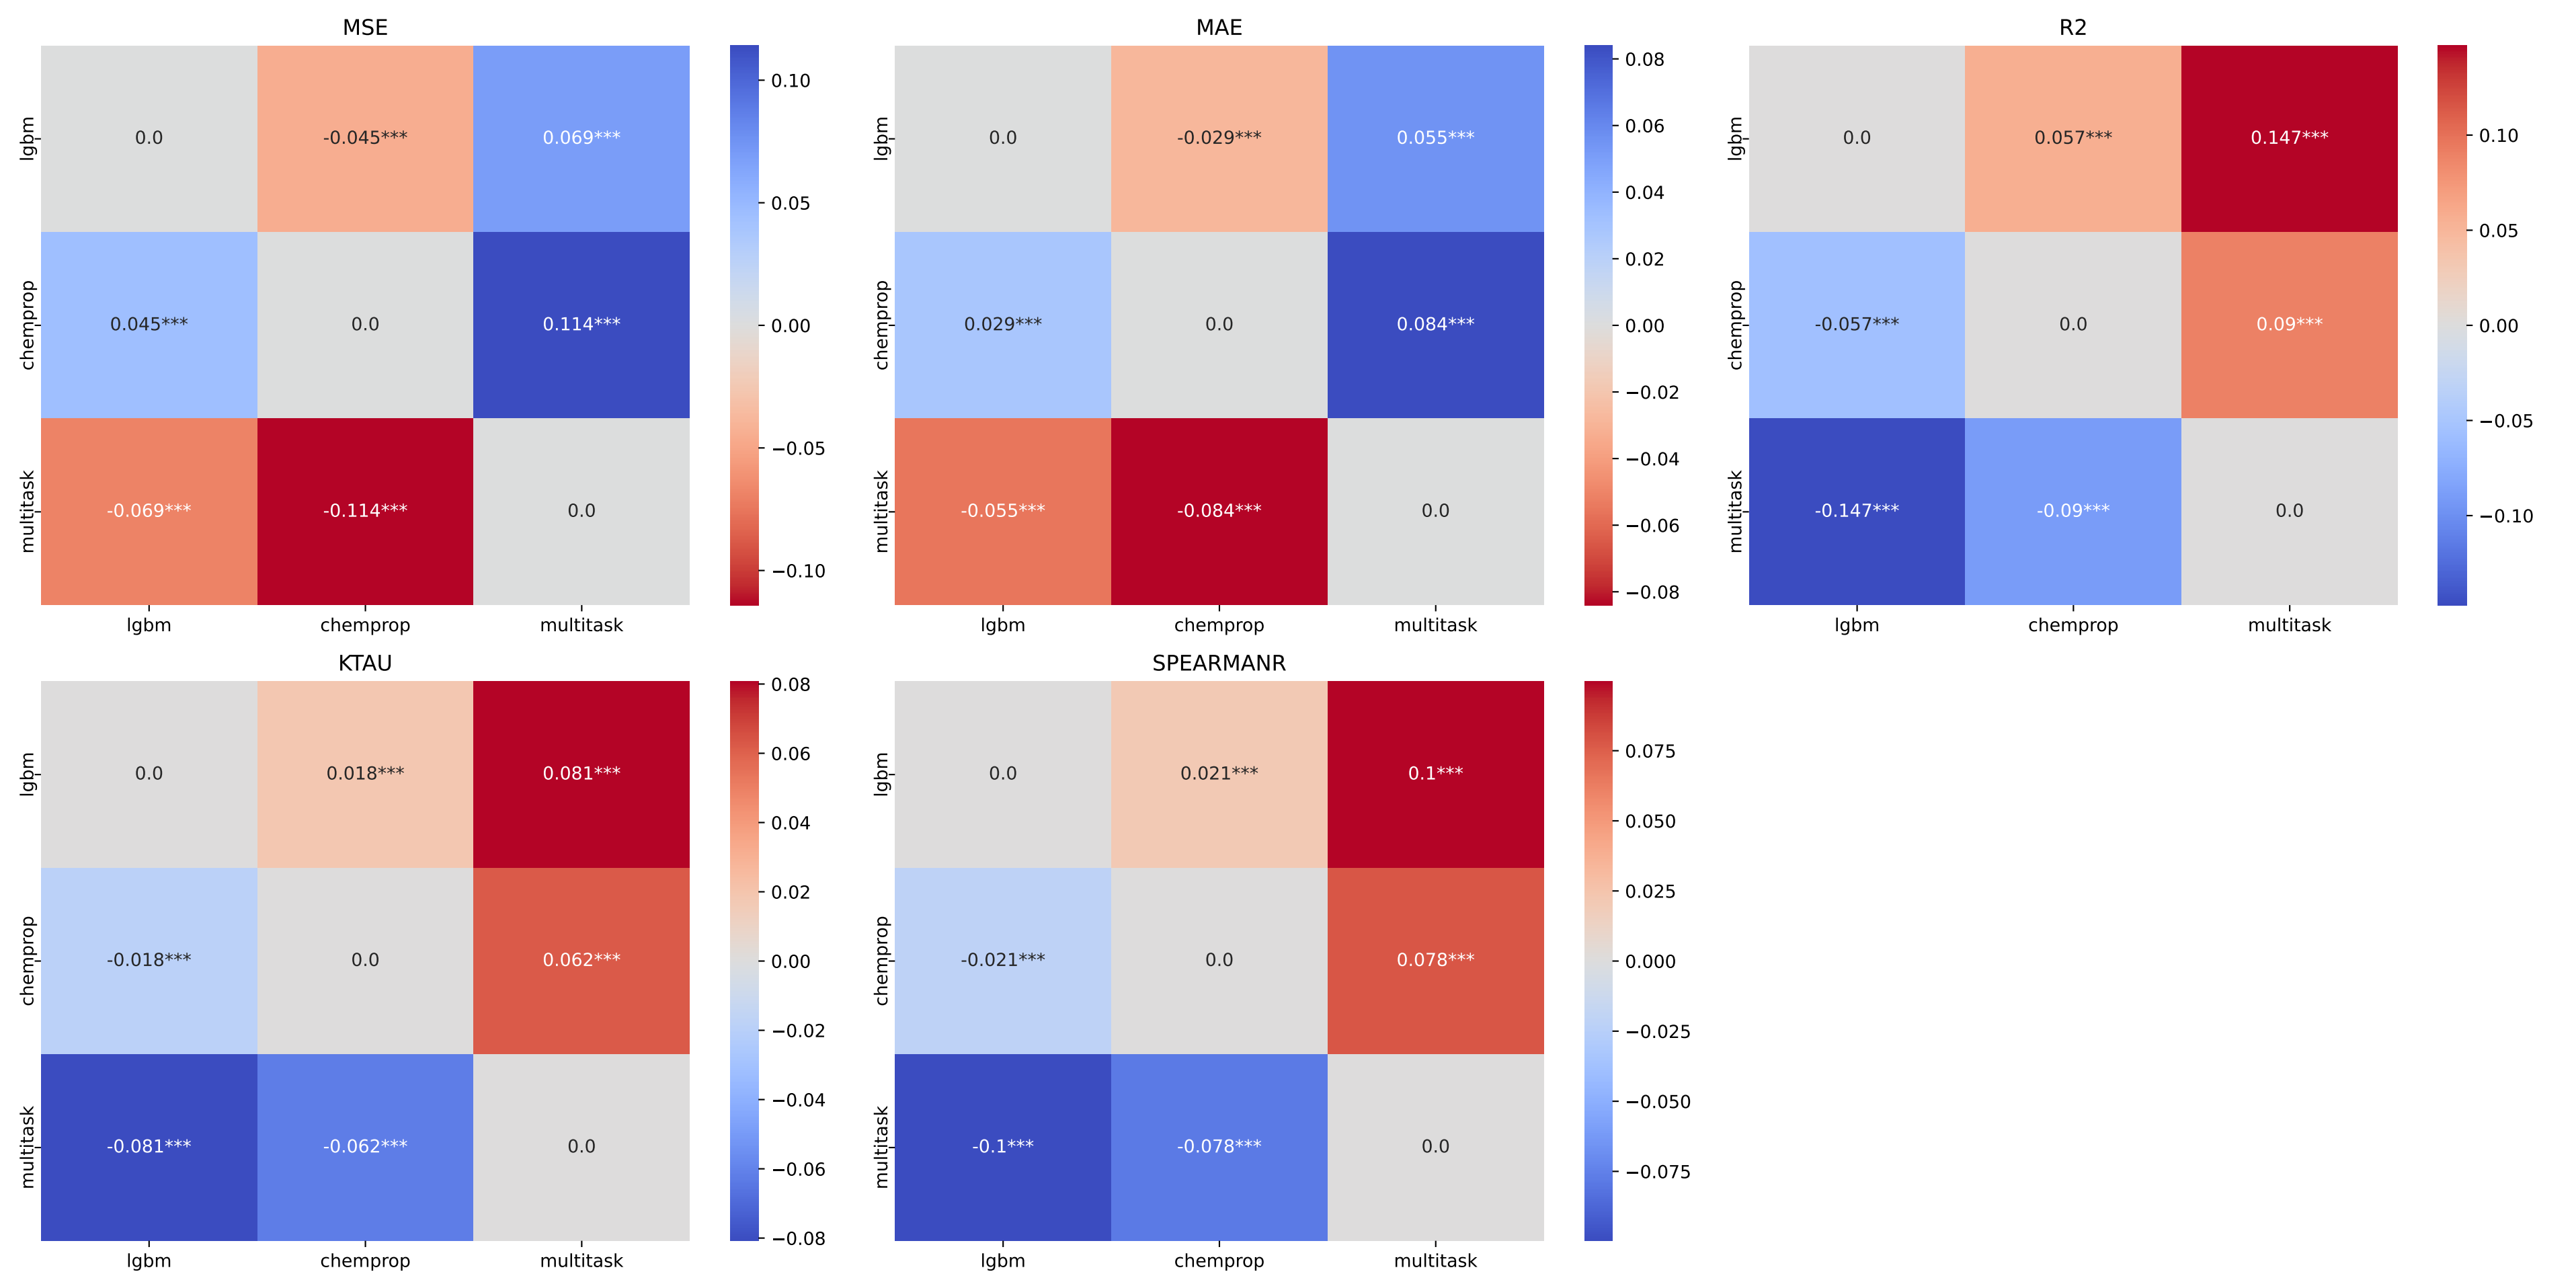 MSE
lgbm 0.0 -0.045*** 0.069***
chemprop 0.045*** 0.0 0.114***
multitask -0.069*** -0.114*** 0.0
lgbm chemprop multitask
0.10
0.05
0.00
−0.05
−0.10
MAE
lgbm 0.0 -0.029*** 0.055***
chemprop 0.029*** 0.0 0.084***
multitask -0.055*** -0.084*** 0.0
lgbm chemprop multitask
0.08
0.06
0.04
0.02
0.00
−0.02
−0.04
−0.06
−0.08
R2
lgbm 0.0 0.057*** 0.147***
chemprop -0.057*** 0.0 0.09***
multitask -0.147*** -0.09*** 0.0
lgbm chemprop multitask
0.10
0.05
0.00
−0.05
−0.10
KTAU
lgbm 0.0 0.018*** 0.081***
chemprop -0.018*** 0.0 0.062***
multitask -0.081*** -0.062*** 0.0
lgbm chemprop multitask
0.08
0.06
0.04
0.02
0.00
−0.02
−0.04
−0.06
−0.08
SPEARMANR
lgbm 0.0 0.021*** 0.1***
chemprop -0.021*** 0.0 0.078***
multitask -0.1*** -0.078*** 0.0
lgbm chemprop multitask
0.075
0.050
0.025
0.000
−0.025
−0.050
−0.075